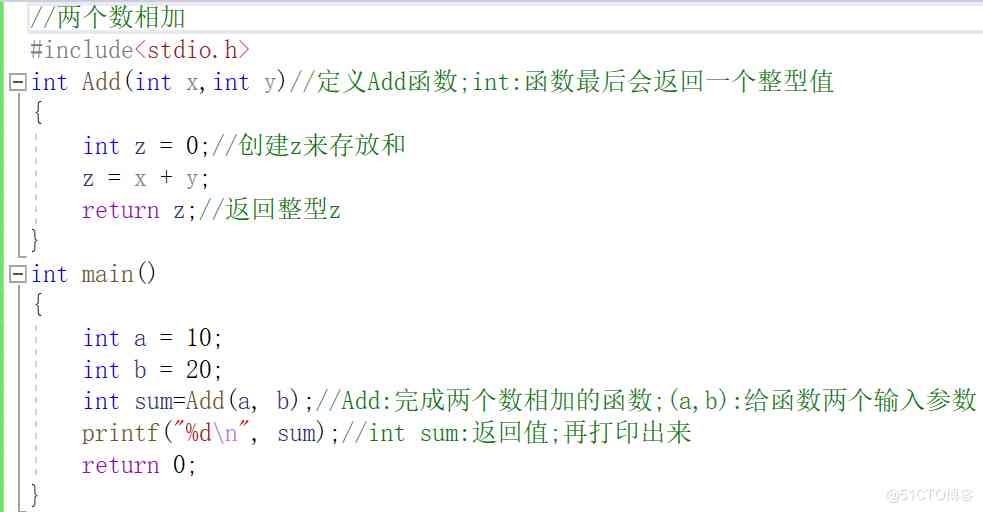 //两个数相加
#include<stdio.h>
int Add(int x,int y)//定义Add函数;int:函数最后会返回一个整型值
{
    int z = 0;//创建z来存放和
    z = x + y;
    return z;//返回整型z
}
int main()
{
    int a = 10;
    int b = 20;
    int sum=Add(a, b);//Add:完成两个数相加的函数;(a,b):给函数两个输入参数
    printf("%d\n", sum);//int sum:返回值;再打印出来
    return 0;
}
@51CTO博客